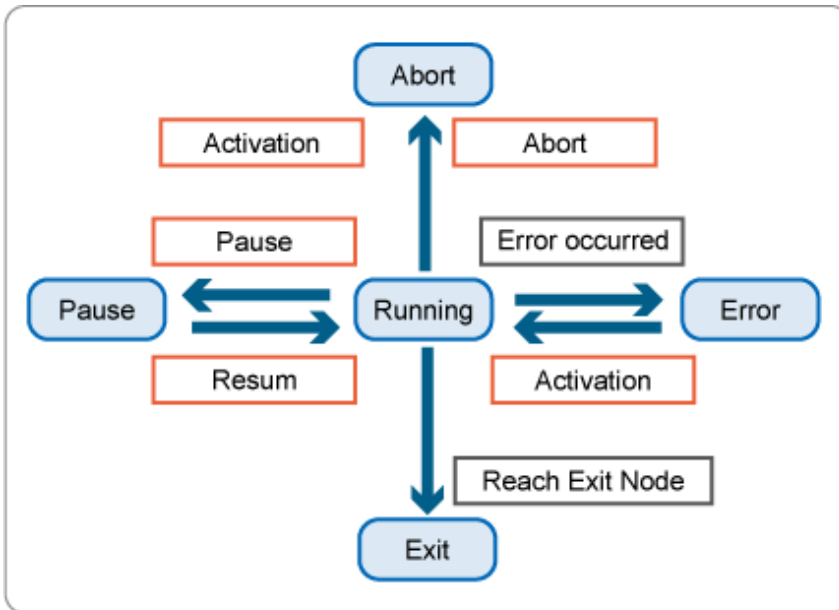 Abort
Activation
Abort
Pause
Error occurred
Pause
Running
Error
Resum
Activation
Reach Exit Node
Exit